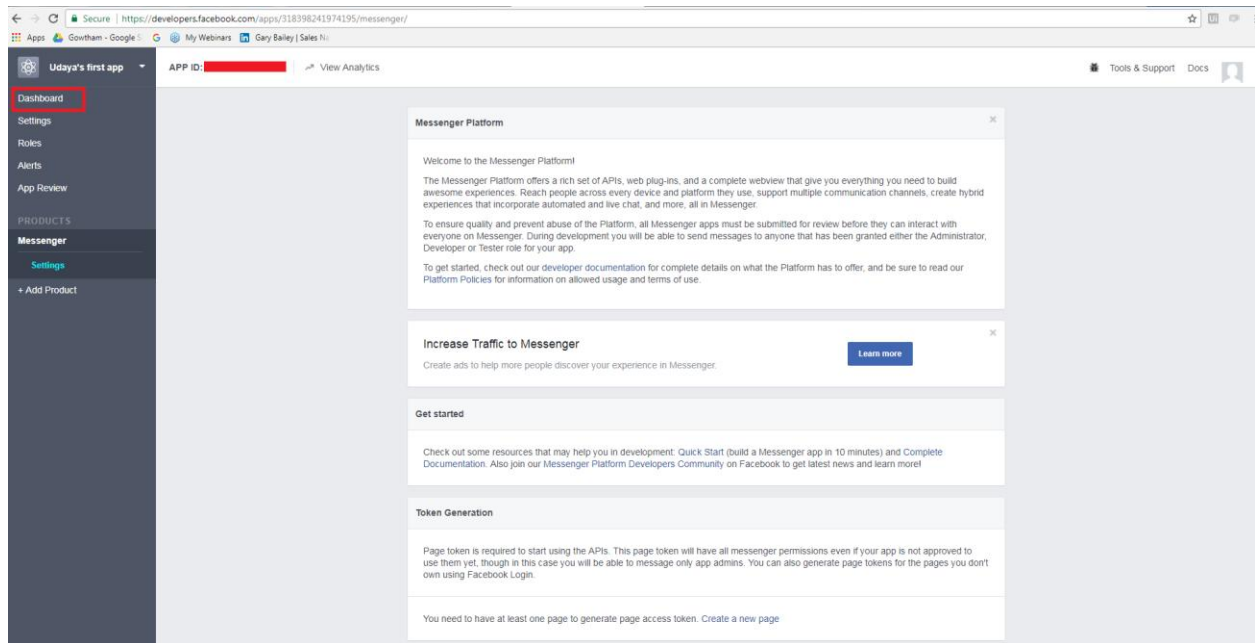 Secure | https://developers.facebook.com/apps/318398241974195/messenger/
Apps Gowtham - Google S My Webinars Gary Bailey | Sales
Udaya's first app APP ID: View Analytics Tools & Support Docs
Dashboard
Settings
Roles
Alerts
App Review
PRODUCTS
Messenger
Settings
+ Add Product
Messenger Platform
Welcome to the Messenger Platform!
The Messenger Platform offers a rich set of APIs, web plug-ins, and a complete webview that give you everything you need to build
awesome experiences. Reach people across every device and platform they use, support multiple communication channels, create hybrid
experiences that incorporate automated and live chat, and more, all in Messenger.
To ensure quality and prevent abuse of the Platform, all Messenger apps must be submitted for review before they can interact with
everyone on Messenger. During development you will be able to send messages to anyone that has been granted either the Administrator,
Developer or Tester role for your app.
To get started, check out our developer documentation for complete details on what the Platform has to offer, and be sure to read our
Platform Policies for information on allowed usage and terms of use.
Increase Traffic to Messenger
Create ads to help more people discover your experience in Messenger.
Learn more
Get started
Check out some resources that may help you in development: Quick Start (build a Messenger app in 10 minutes) and Complete
Documentation. Also join our Messenger Platform Developers Community on Facebook to get latest news and learn more!
Token Generation
Page token is required to start using the APIs. This page token will have all messenger permissions even if your app is not approved to
use them yet, though in this case you will be able to message only app admins. You can also generate page tokens for the pages you don't
own using Facebook Login.
You need to have at least one page to generate page access token. Create a new page